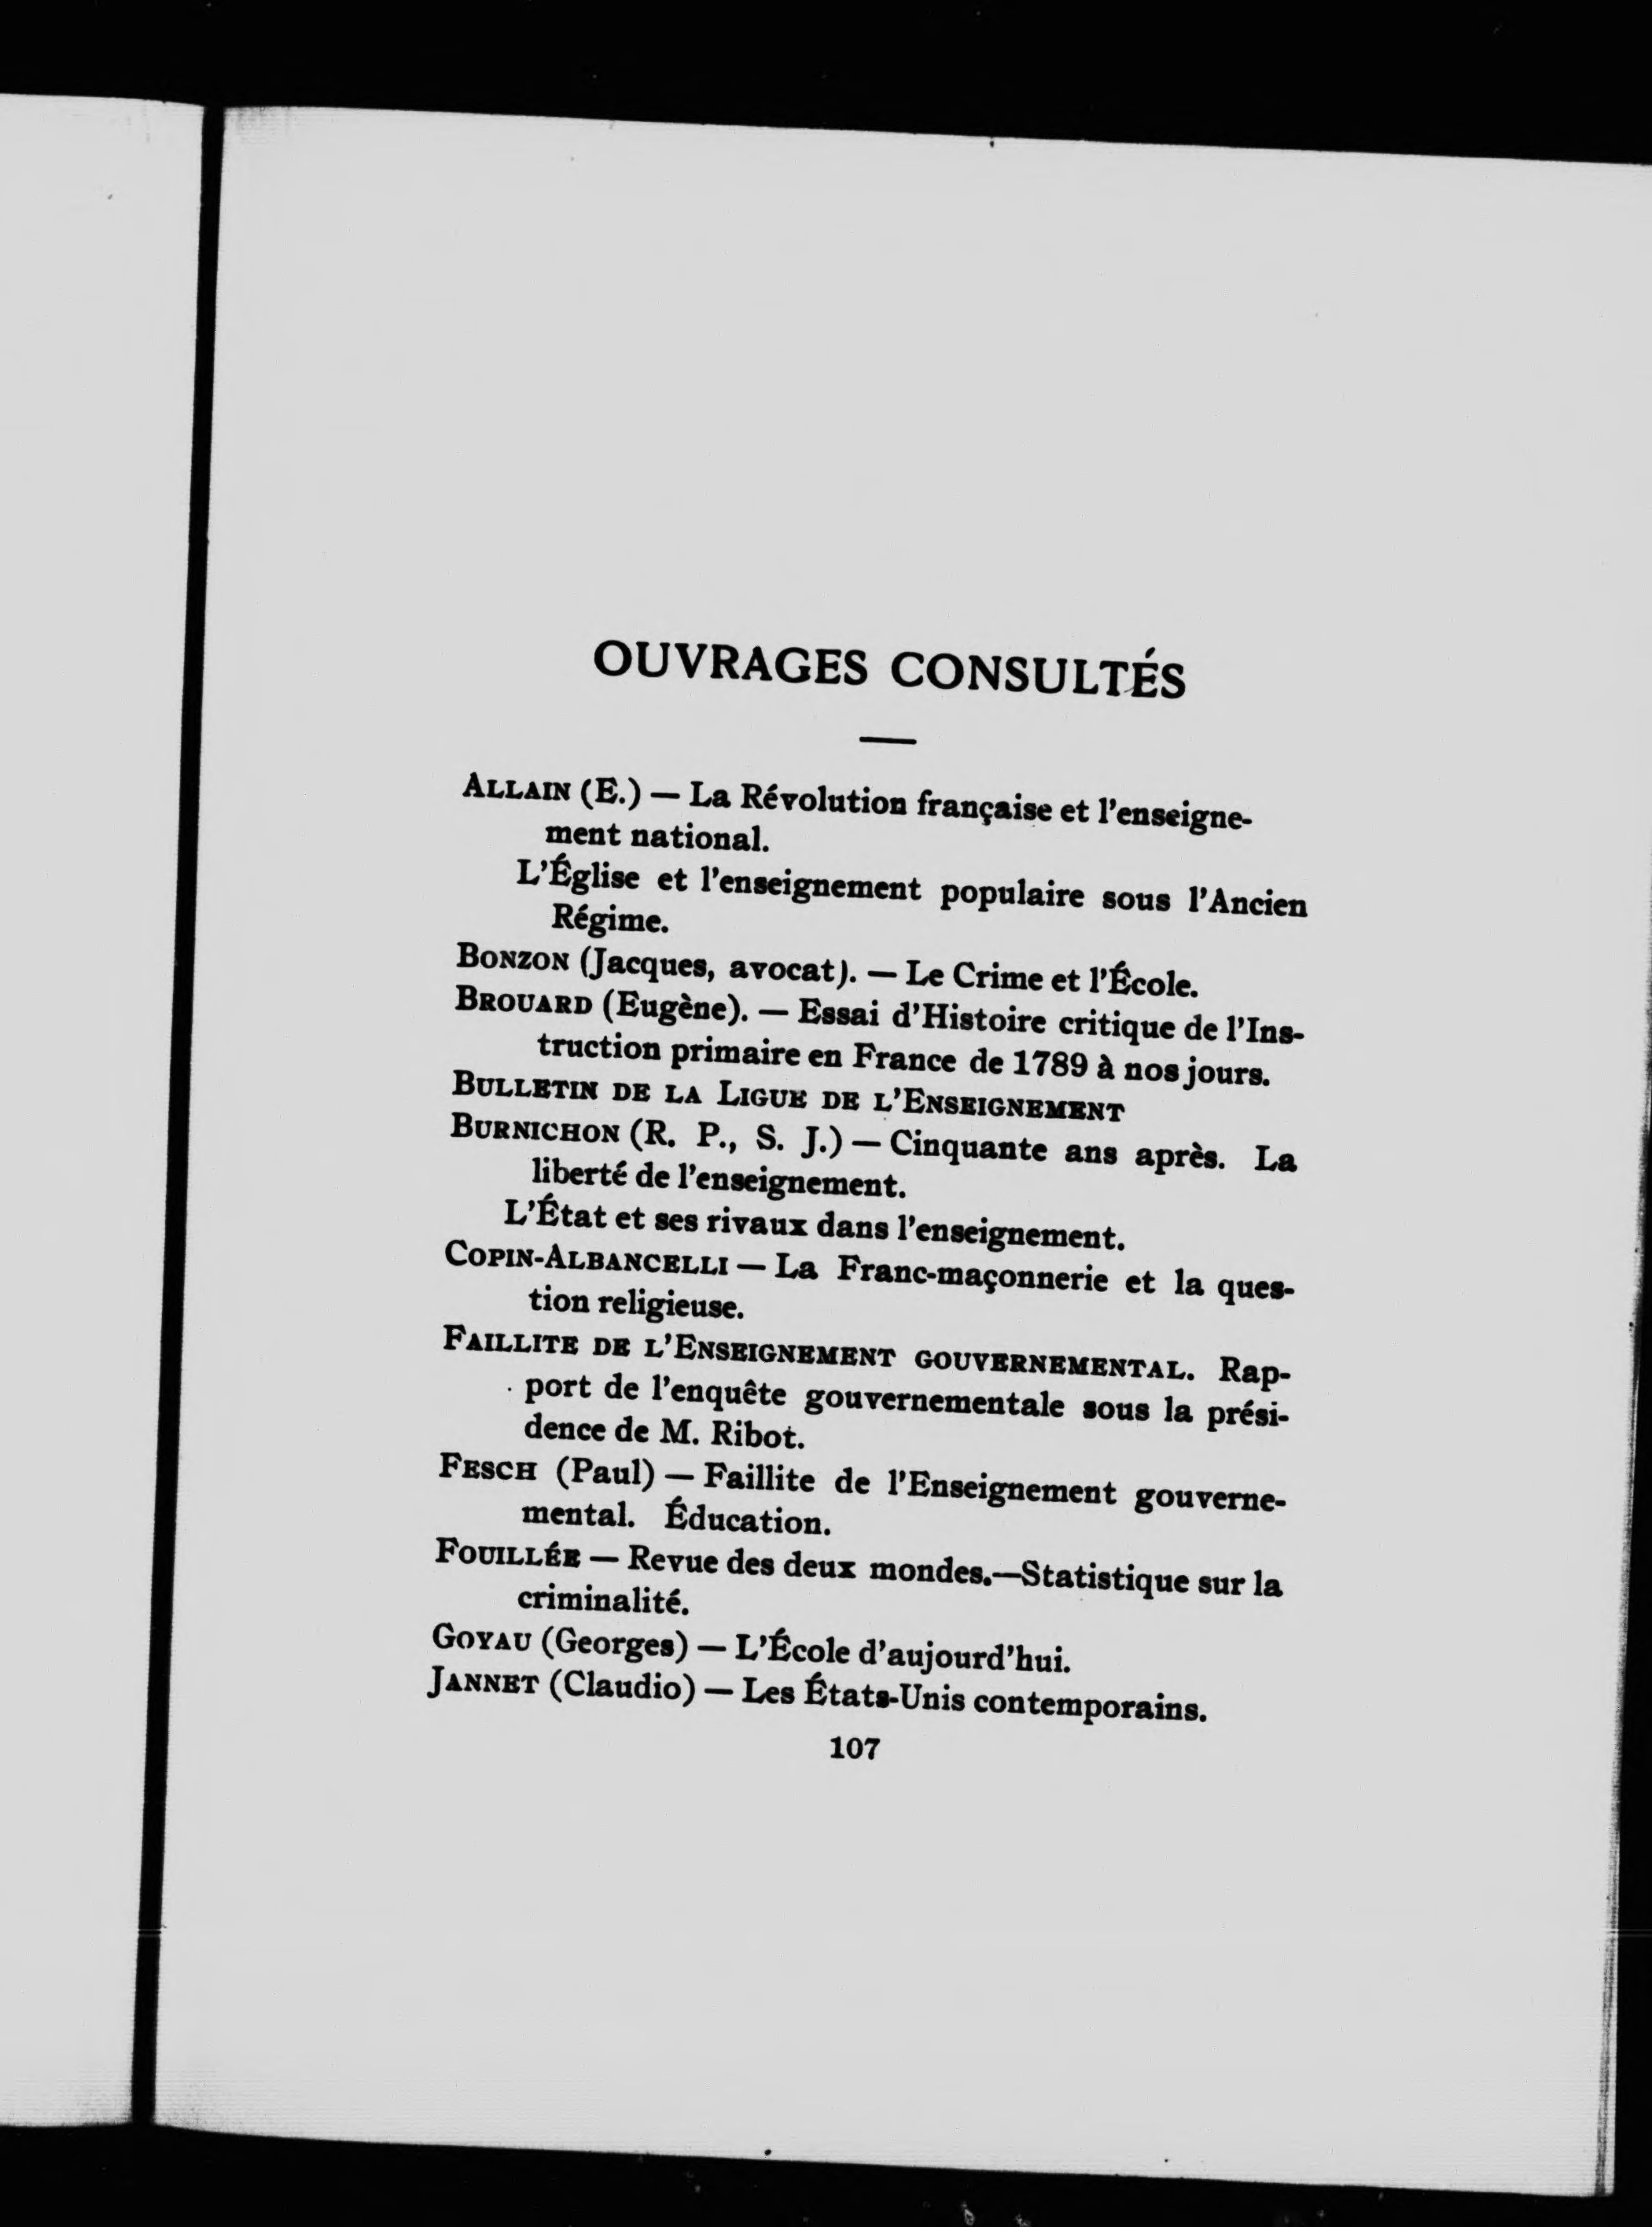 OUVRAGES CONSULTÉS
ALLAIN (E.) — La Révolution française et l'enseigne-
ment national.
L'Église et l'enseignement populaire sous l'Ancien
Régime.
BONZON (Jacques, avocat). — Le Crime et l'École.
BROUARD (Eugène). — Essai d'Histoire critique de l'Ins-
truction primaire en France de 1789 à nos jours.
BULLETIN DE LA LIGUE DE L'ENSEIGNEMENT
BURNICHON (R. P., S. J.) — Cinquante ans après. La
liberté de l'enseignement.
L'État et ses rivaux dans l'enseignement.
COPIN-ALBANCELLI — La Franc-maçonnerie et la ques-
tion religieuse.
FAILLITE DE L'ENSEIGNEMENT GOUVERNEMENTAL. Rap-
port de l'enquête gouvernementale sous la prési-
dence de M. Ribot.
FESCH (Paul) — Faillite de l'Enseignement gouverne-
mental. Éducation.
FOUILLÉE — Revue des deux mondes.—Statistique sur la
criminalité.
GOYAU (Georges) — L'École d'aujourd'hui.
JANNET (Claudio) — Les États-Unis contemporains.
107